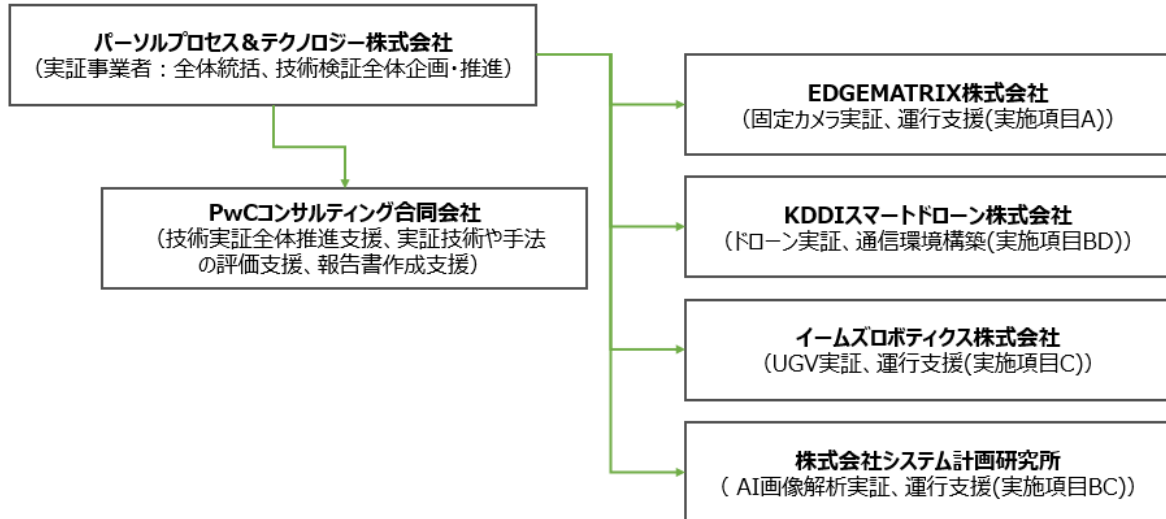 パーソルプロセス＆テクノロジー株式会社
（実証事業者：全体統括、技術検証全体企画・推進）
PwCコンサルティング合同会社
（技術実証全体推進支援、実証技術や手法
の評価支援、報告書作成支援）
EDGEMATRIX株式会社
（固定カメラ実証、運行支援(実施項目A)）
KDDIスマートドローン株式会社
（ドローン実証、通信環境構築(実施項目BD)）
イームズロボティクス株式会社
（UGV実証、運行支援(実施項目C)）
株式会社システム計画研究所
（ AI画像解析実証、運行支援(実施項目BC)）